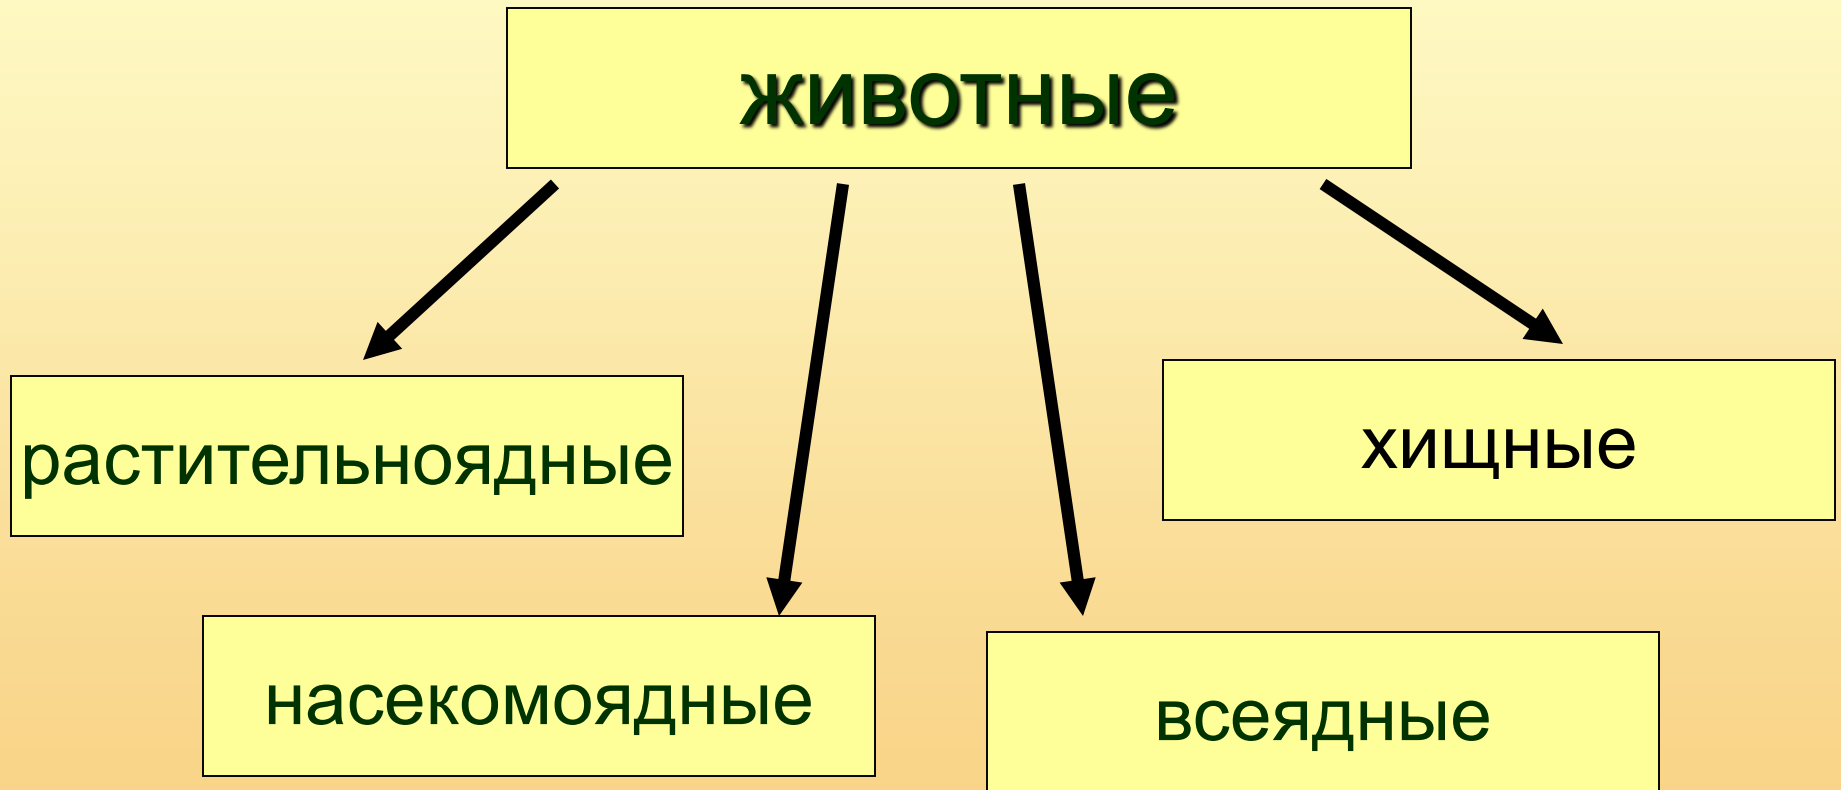 животные
растительноядные
хищные
насекомоядные
всеядные